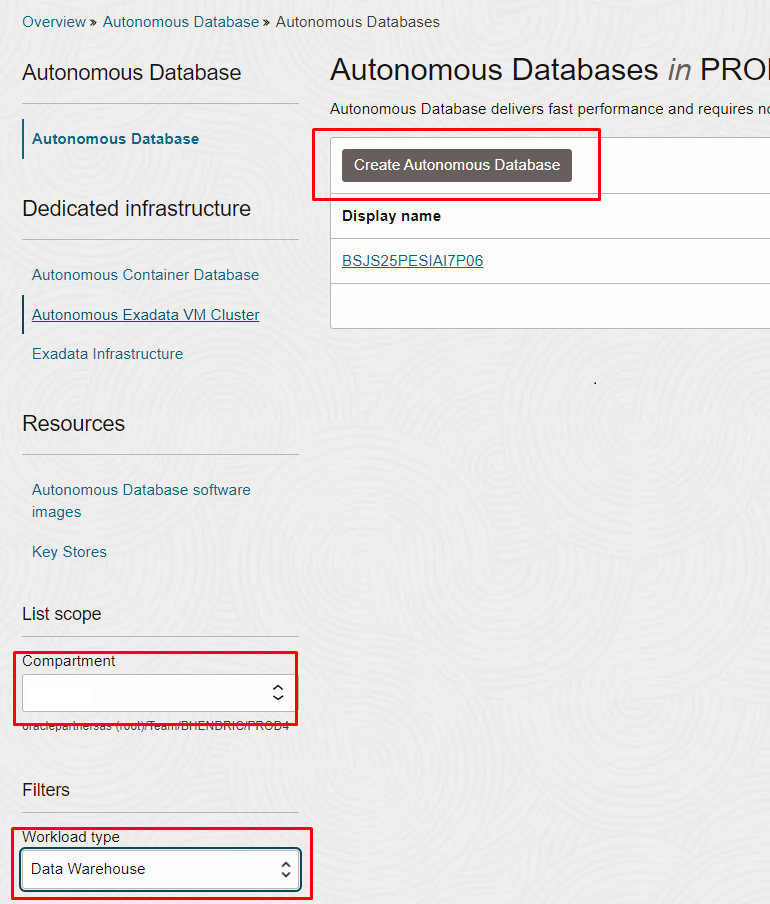 Overview » Autonomous Database » Autonomous Databases
Autonomous Database
Autonomous Database
Dedicated infrastructure
Autonomous Container Database
Autonomous Exadata VM Cluster
Exadata Infrastructure
Resources
Autonomous Database software
images
Key Stores
List scope
Compartment
oraclepartnersas (root)/Team/BHENDRIC/PROD4
Filters
Workload type
Data Warehouse
Autonomous Databases in PROD
Autonomous Database delivers fast performance and requires no
Create Autonomous Database
Display name
BSJS25PESIAI7P06